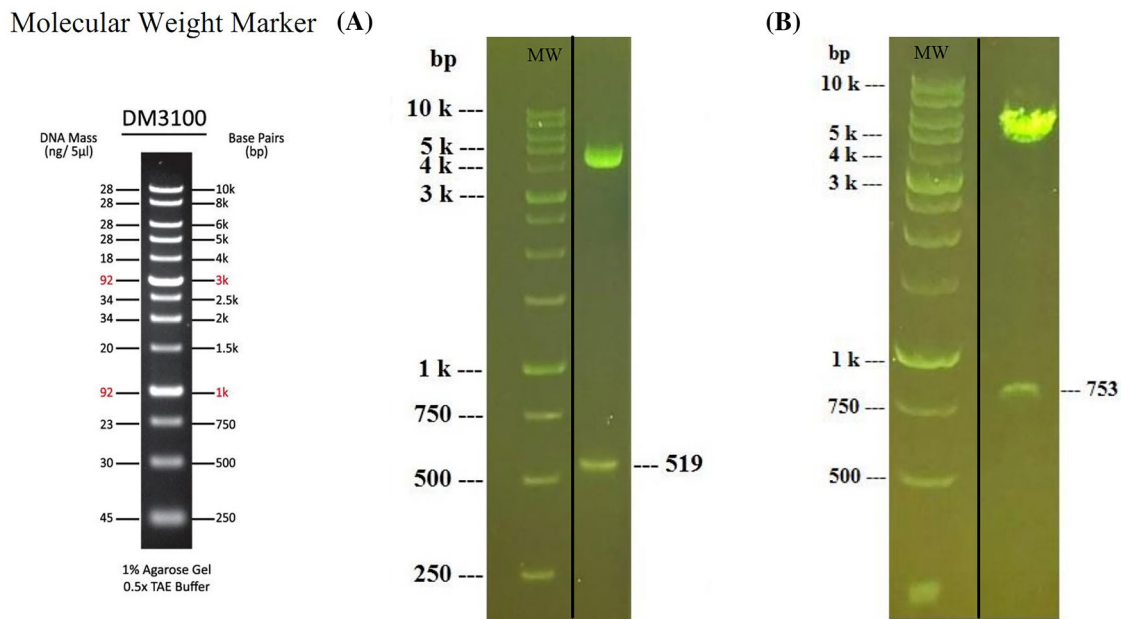 Molecular Weight Marker
DM3100
DNA Mass
(ng/ 5µl)
Base Pairs
(bp)
28
10k
28
8k
28
6k
28
5k
18
4k
92
3k
34
2.5k
34
2k
20
1.5k
92
1k
23
750
30
500
45
250
1% Agarose Gel
0.5x TAE Buffer
(A)
bp
MW
10 k ---
5 k ---
4 k ---
3 k ---
1 k ---
750 ---
500 ---
250 ---
--- 519
(B)
bp
MW
10 k ---
5 k ---
4 k ---
3 k ---
1 k ---
750 ---
500 ---
--- 753